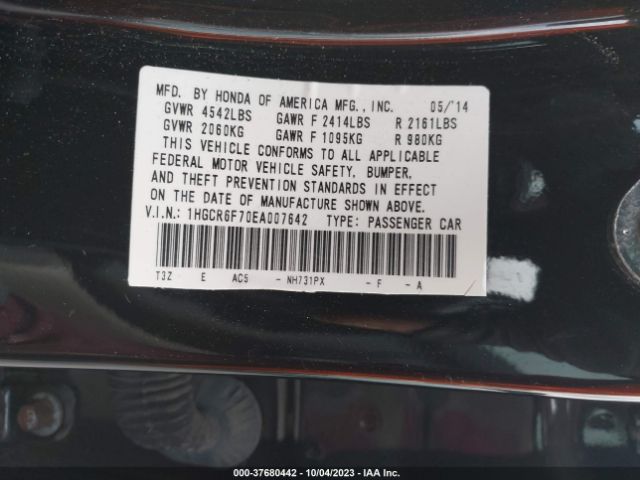 MFD. BY HONDA OF AMERICA MFG., INC. 05/'14
GVWR 4542LBS GAWR F 2414LBS R 2161LBS
GVWR 2060KG GAWR F 1095KG R 980KG
THIS VEHICLE CONFORMS TO ALL APPLICABLE
FEDERAL MOTOR VEHICLE SAFETY, BUMPER,
AND THEFT PREVENTION STANDARDS IN EFFECT
ON THE DATE OF MANUFACTURE SHOWN ABOVE.
V.I.N.: 1HGCR6F70EA007642 TYPE: PASSENGER CAR
T3Z E AC5 - NH731PX - F - A
000-37680442 - 10/04/2023 - IAA Inc.